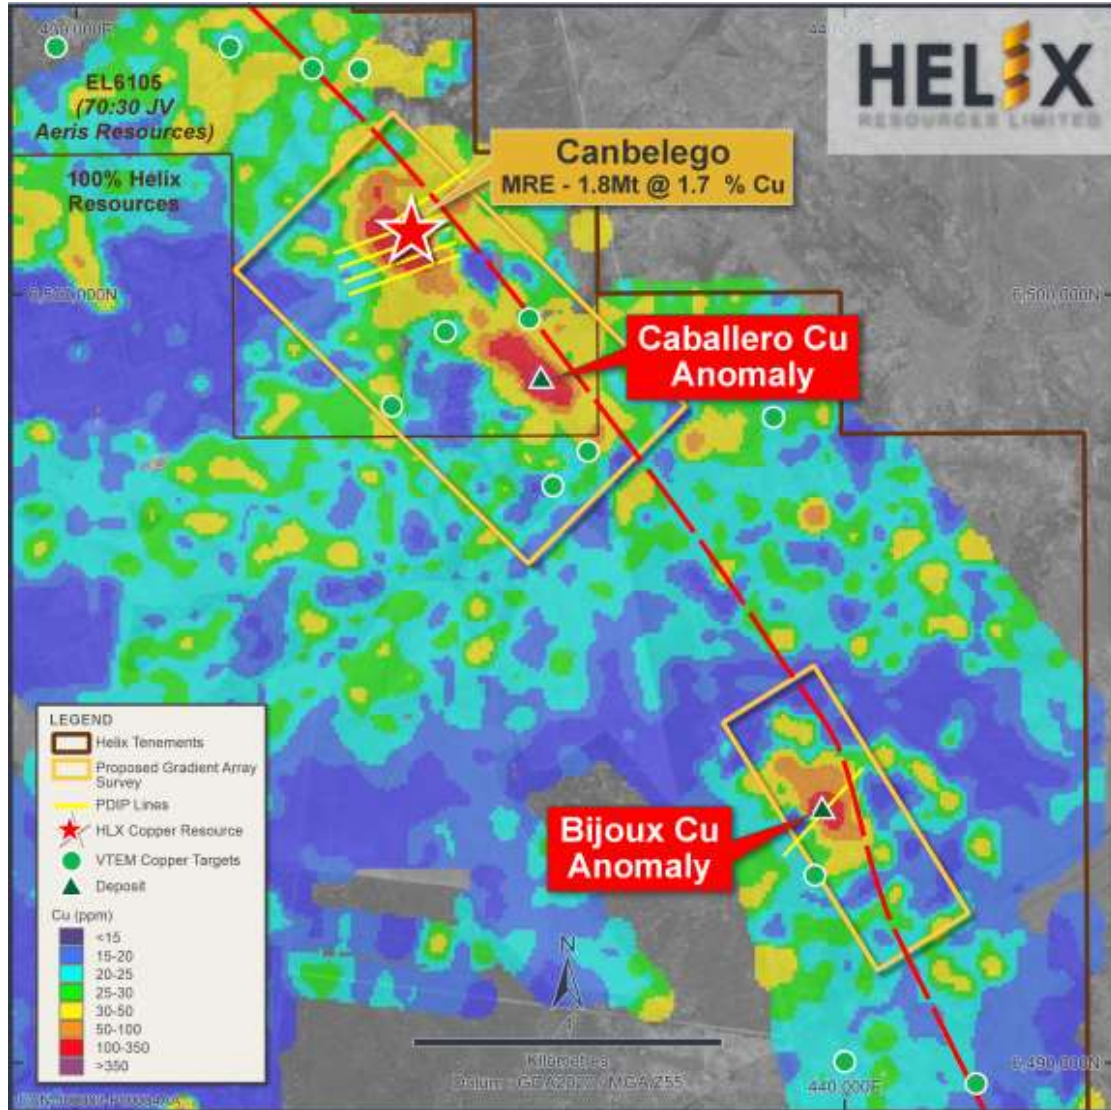 HELIX
RESOURCES LIMITED
EL6105
(70:30 JV
Aeris Resources)
100% Helix
Resources
Canbelego
MRE - 1.8Mt @ 1.7 % Cu
6,500,000N
Caballero Cu
Anomaly
Bijoux Cu
Anomaly
LEGEND
Helix Tenements
Proposed Gradient Array
Survey
PDIP Lines
HLX Copper Resource
VTEM Copper Targets
Deposit
Cu (ppm)
<15
15-20
20-25
25-30
30-50
50-100
100-350
>350
N
Kilometres
6,490,000N
440,000E